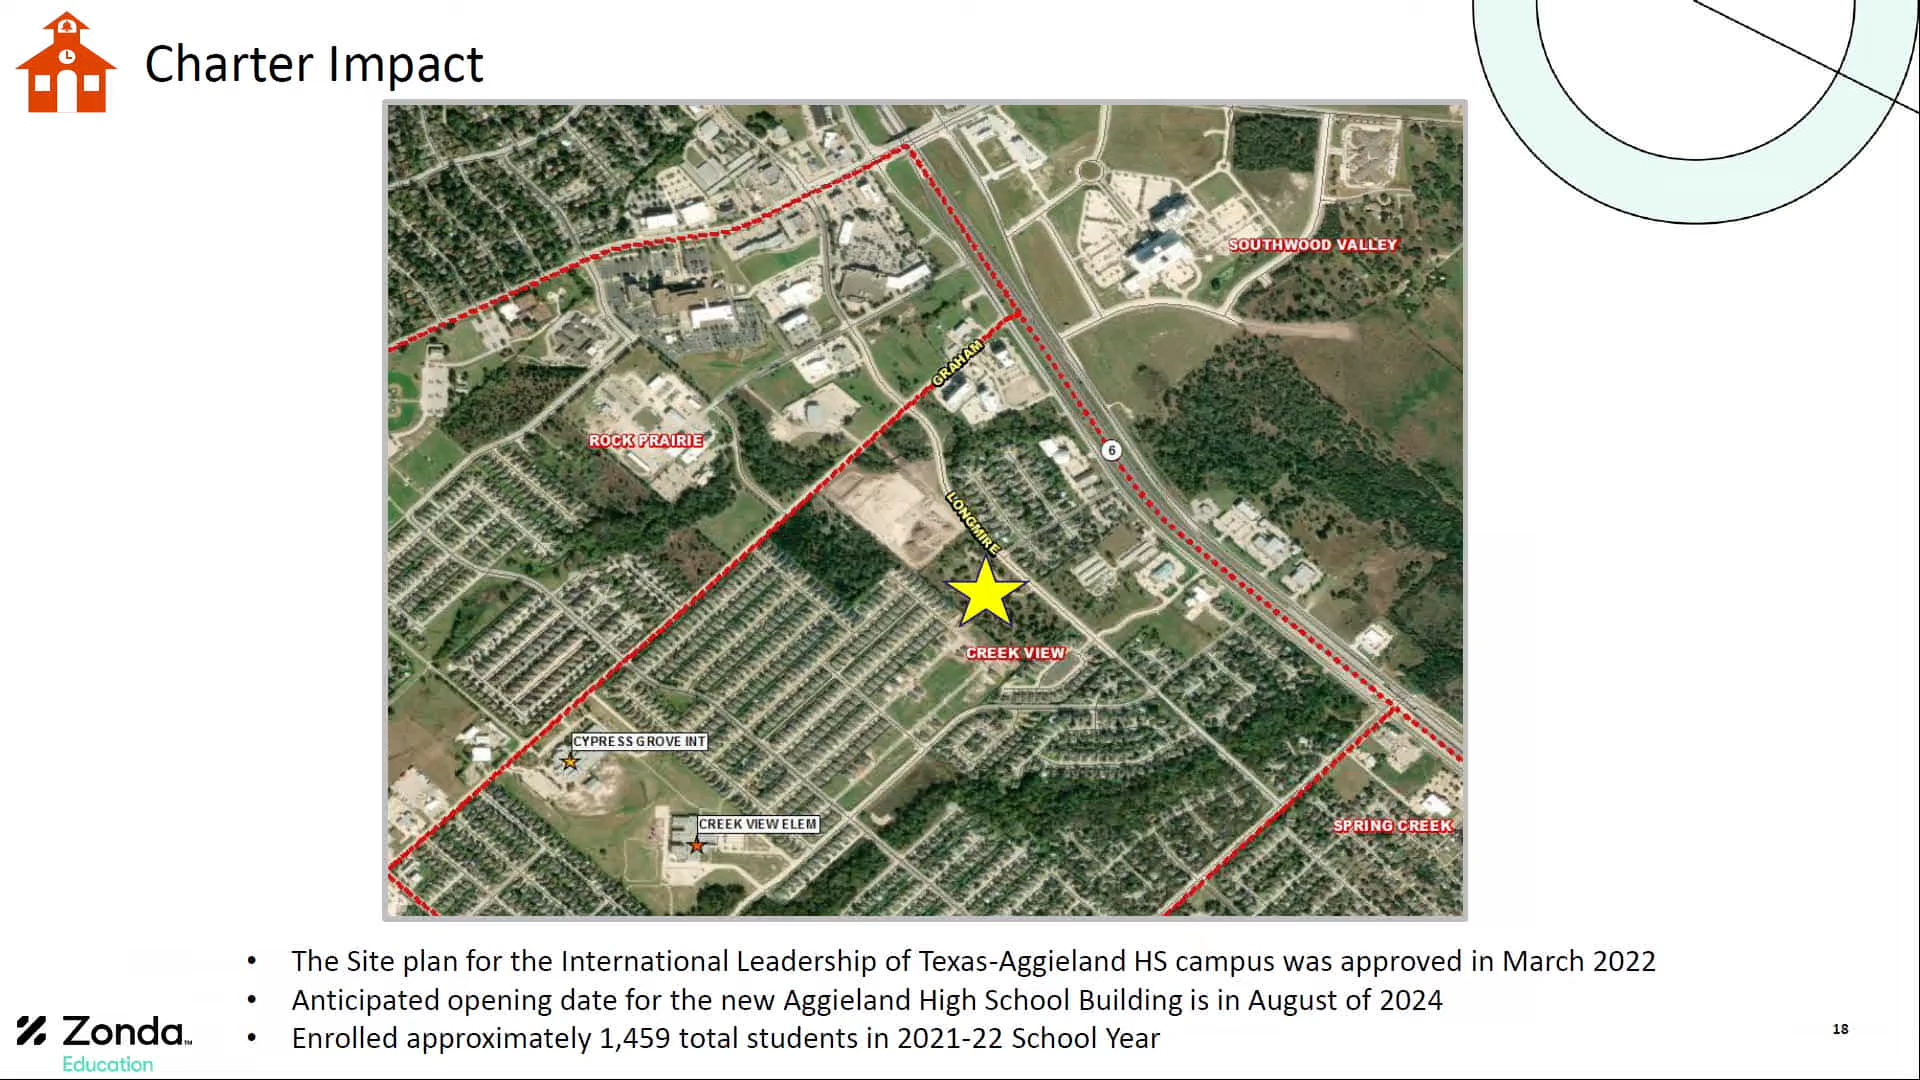 Charter Impact
SOUTHWOOD VALLEY
GRAHAM
ROCK PRAIRIE
6
LONGMIRE
CREEK VIEW
CYPRESS GROVE INT
CREEK VIEW ELEM
SPRING CREEK
• The Site plan for the International Leadership of Texas-Aggieland HS campus was approved in March 2022
• Anticipated opening date for the new Aggieland High School Building is in August of 2024
• Enrolled approximately 1,459 total students in 2021-22 School Year
Zonda™
Education
18